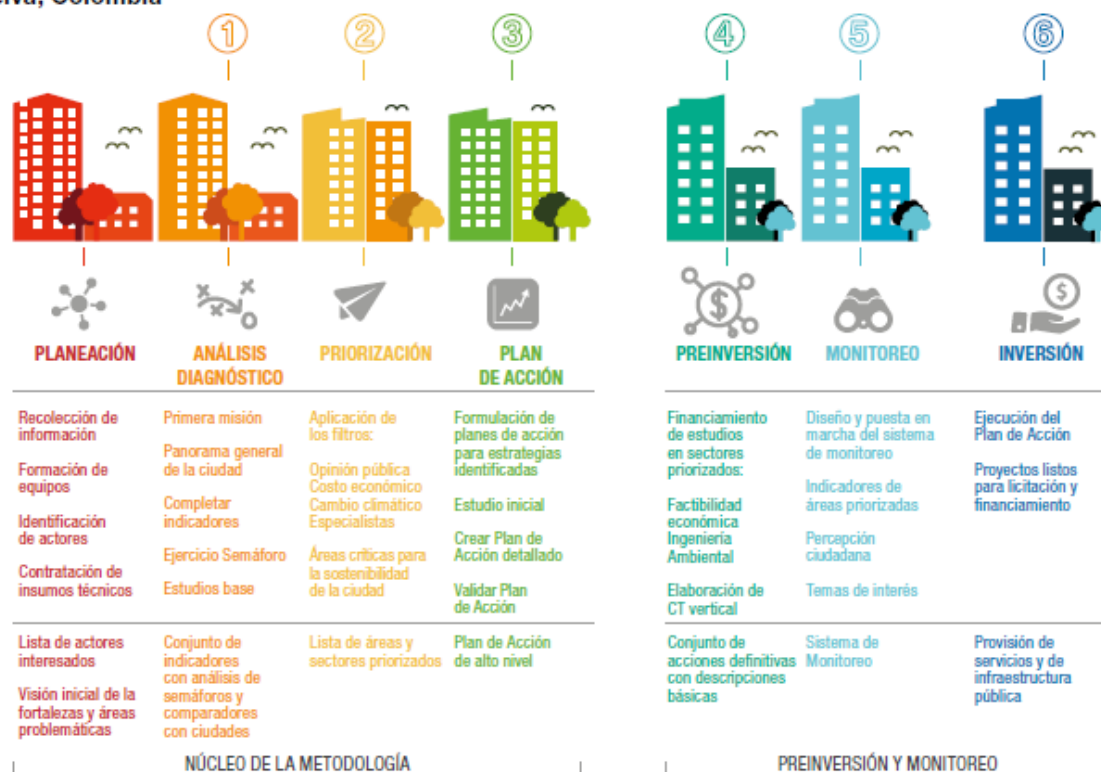 Colombia
1
2
3
4
5
6
PLANEACIÓN
ANÁLISIS
DIAGNÓSTICO
PRIORIZACIÓN
PLAN
DE ACCIÓN
PREINVERSIÓN
MONITOREO
INVERSIÓN
Recolección de
información
Formación de
equipos
Identificación
de actores
Contratación de
insumos técnicos
Primera misión
Panorama general
de la ciudad
Completar
indicadores
Ejercicio Semáforo
Estudios base
Aplicación de
los filtros:
Opinión pública
Costo económico
Cambio climático
Especialistas
Áreas críticas para
la sostenibilidad
de la ciudad
Formulación de
planes de acción
para estrategias
identificadas
Estudio inicial
Crear Plan de
Acción detallado
Validar Plan
de Acción
Financiamiento
de estudios
en sectores
priorizados:
Factibilidad
económica
Ingeniería
Ambiental
Elaboración de
CT vertical
Diseño y puesta en
marcha del sistema
de monitoreo
Indicadores de
áreas priorizadas
Percepción
ciudadana
Temas de interés
Ejecución del
Plan de Acción
Proyectos listos
para licitación y
financiamiento
Lista de actores
interesados
Visión inicial de la
fortalezas y áreas
problemáticas
Conjunto de
indicadores
con análisis de
semáforos y
comparadores
con ciudades
Lista de áreas y
sectores priorizados
Plan de Acción
de alto nivel
Conjunto de
acciones definitivas
con descripciones
básicas
Sistema de
Monitoreo
Provisión de
servicios y de
infraestructura
pública
NÚCLEO DE LA METODOLOGÍA
PREINVERSIÓN Y MONITOREO